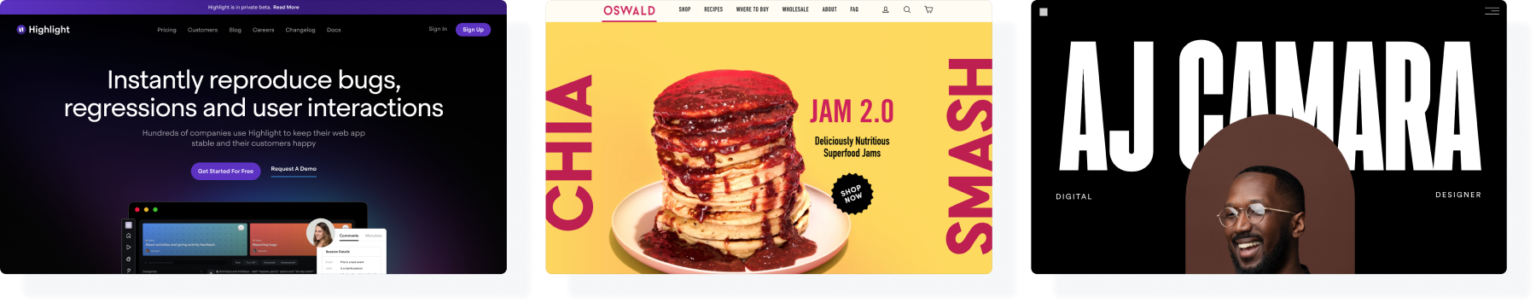 Highlight is in private beta. Read More
Highlight
Pricing Customers Blog Careers Changelog Docs
Sign In Sign Up
Instantly reproduce bugs,
regressions and user interactions
Hundreds of companies use Highlight to keep their web app
stable and their customers happy
Get Started For Free Request A Demo
Comments
Session Details
OSWALD
SHOP RECIPES WHERE TO BUY WHOLESALE ABOUT FAQ
CHIA
JAM 2.0
Deliciously Nutritious
Superfood Jams
SHOP
NOW
SMASH
AJ CAMARA
DIGITAL
DESIGNER